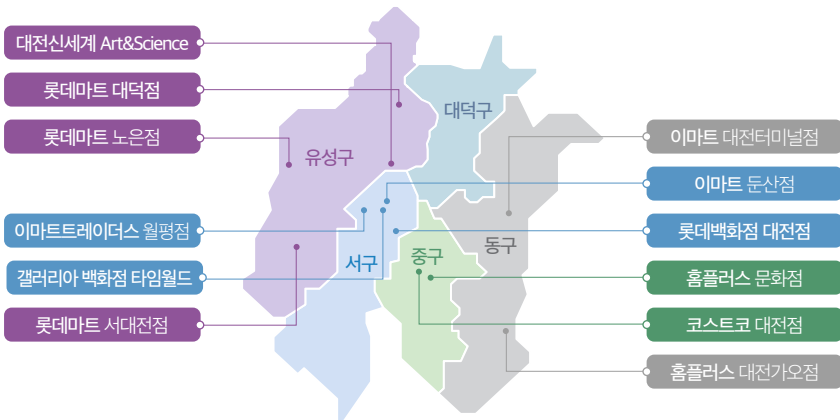 대전신세계 Art&Science
롯데마트 대덕점
롯데마트 노은점
이마트트레이더스 월평점
갤러리아 백화점 타임월드
롯데마트 서대전점
유성구
대덕구
서구
중구
동구
이마트 대전터미널점
이마트 둔산점
롯데백화점 대전점
홈플러스 문화점
코스트코 대전점
홈플러스 대전가오점